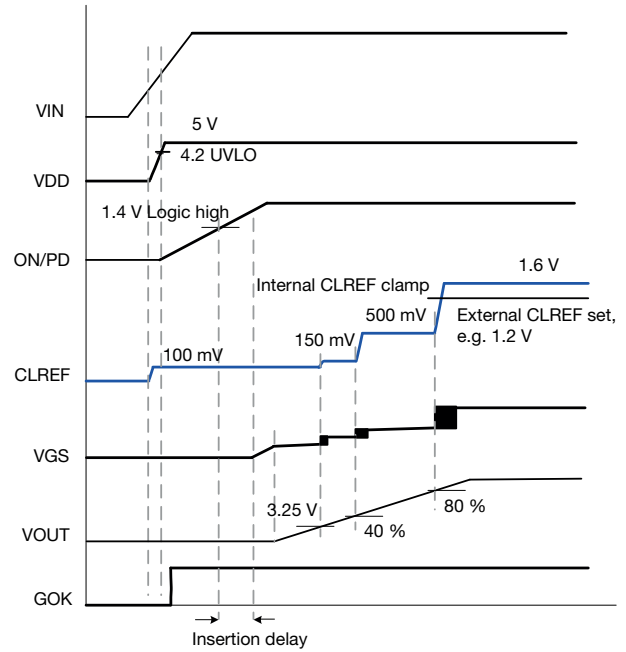 VIN
5 V
4.2 UVLO
VDD
1.4 V Logic high
ON/PD
1.6 V
Internal CLREF clamp
500 mV
External CLREF set,
e.g. 1.2 V
150 mV
100 mV
CLREF
VGS
3.25 V
80 %
40 %
VOUT
GOK
Insertion delay